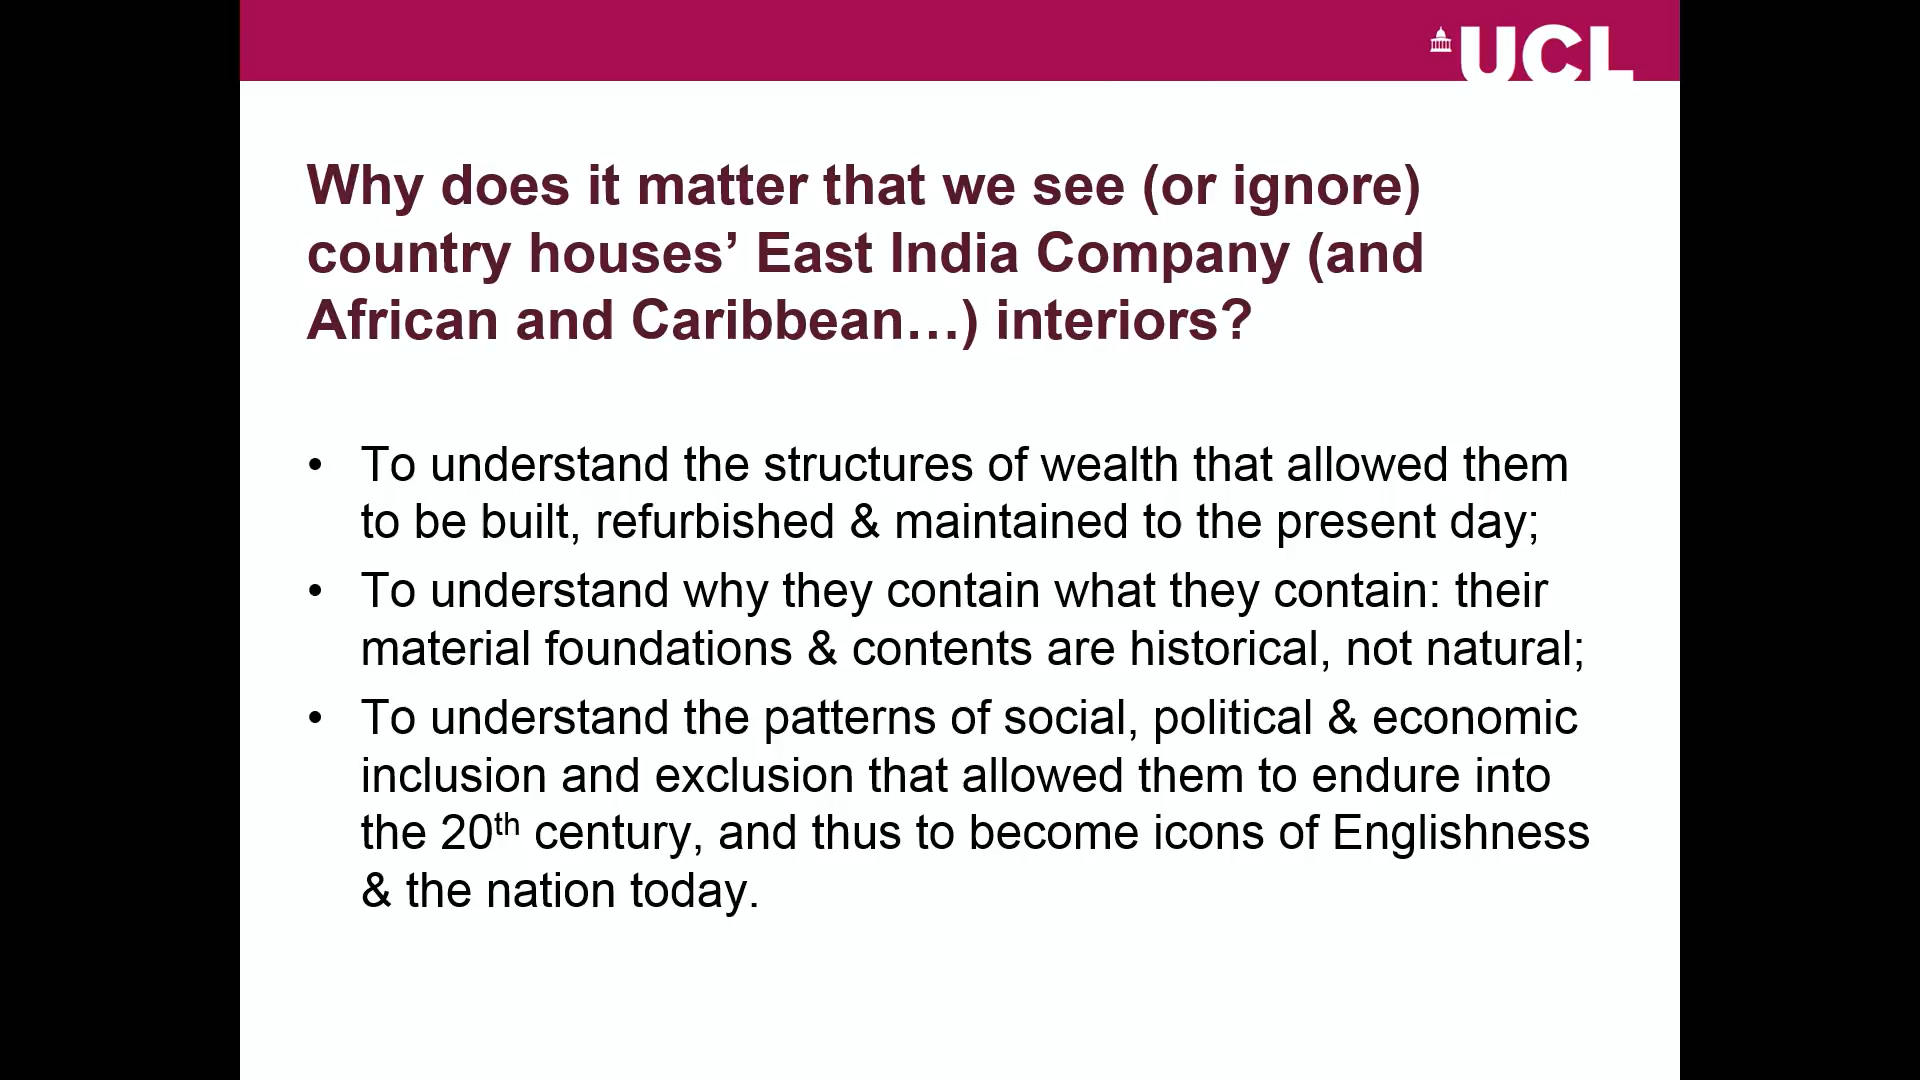 UCL
Why does it matter that we see (or ignore)
country houses’ East India Company (and
African and Caribbean…) interiors?
• To understand the structures of wealth that allowed them
to be built, refurbished & maintained to the present day;
• To understand why they contain what they contain: their
material foundations & contents are historical, not natural;
• To understand the patterns of social, political & economic
inclusion and exclusion that allowed them to endure into
the 20th century, and thus to become icons of Englishness
& the nation today.